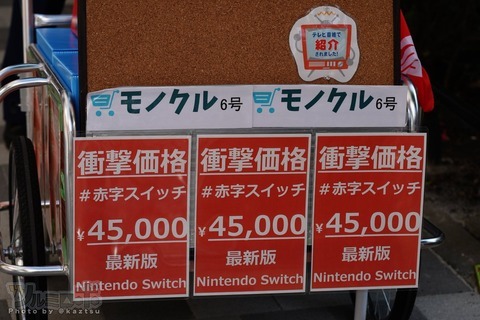 テレビ番組で
紹介
されました!
モノクル6号
モノクル6号
衝撃価格
#赤字スイッチ
¥45,000
最新版
Nintendo Switch
衝撃価格
#赤字スイッチ
¥45,000
最新版
Nintendo Switch
衝撃価格
#赤字スイッチ
¥45,000
最新版
Nintendo Switch
Photo by @kaztsu